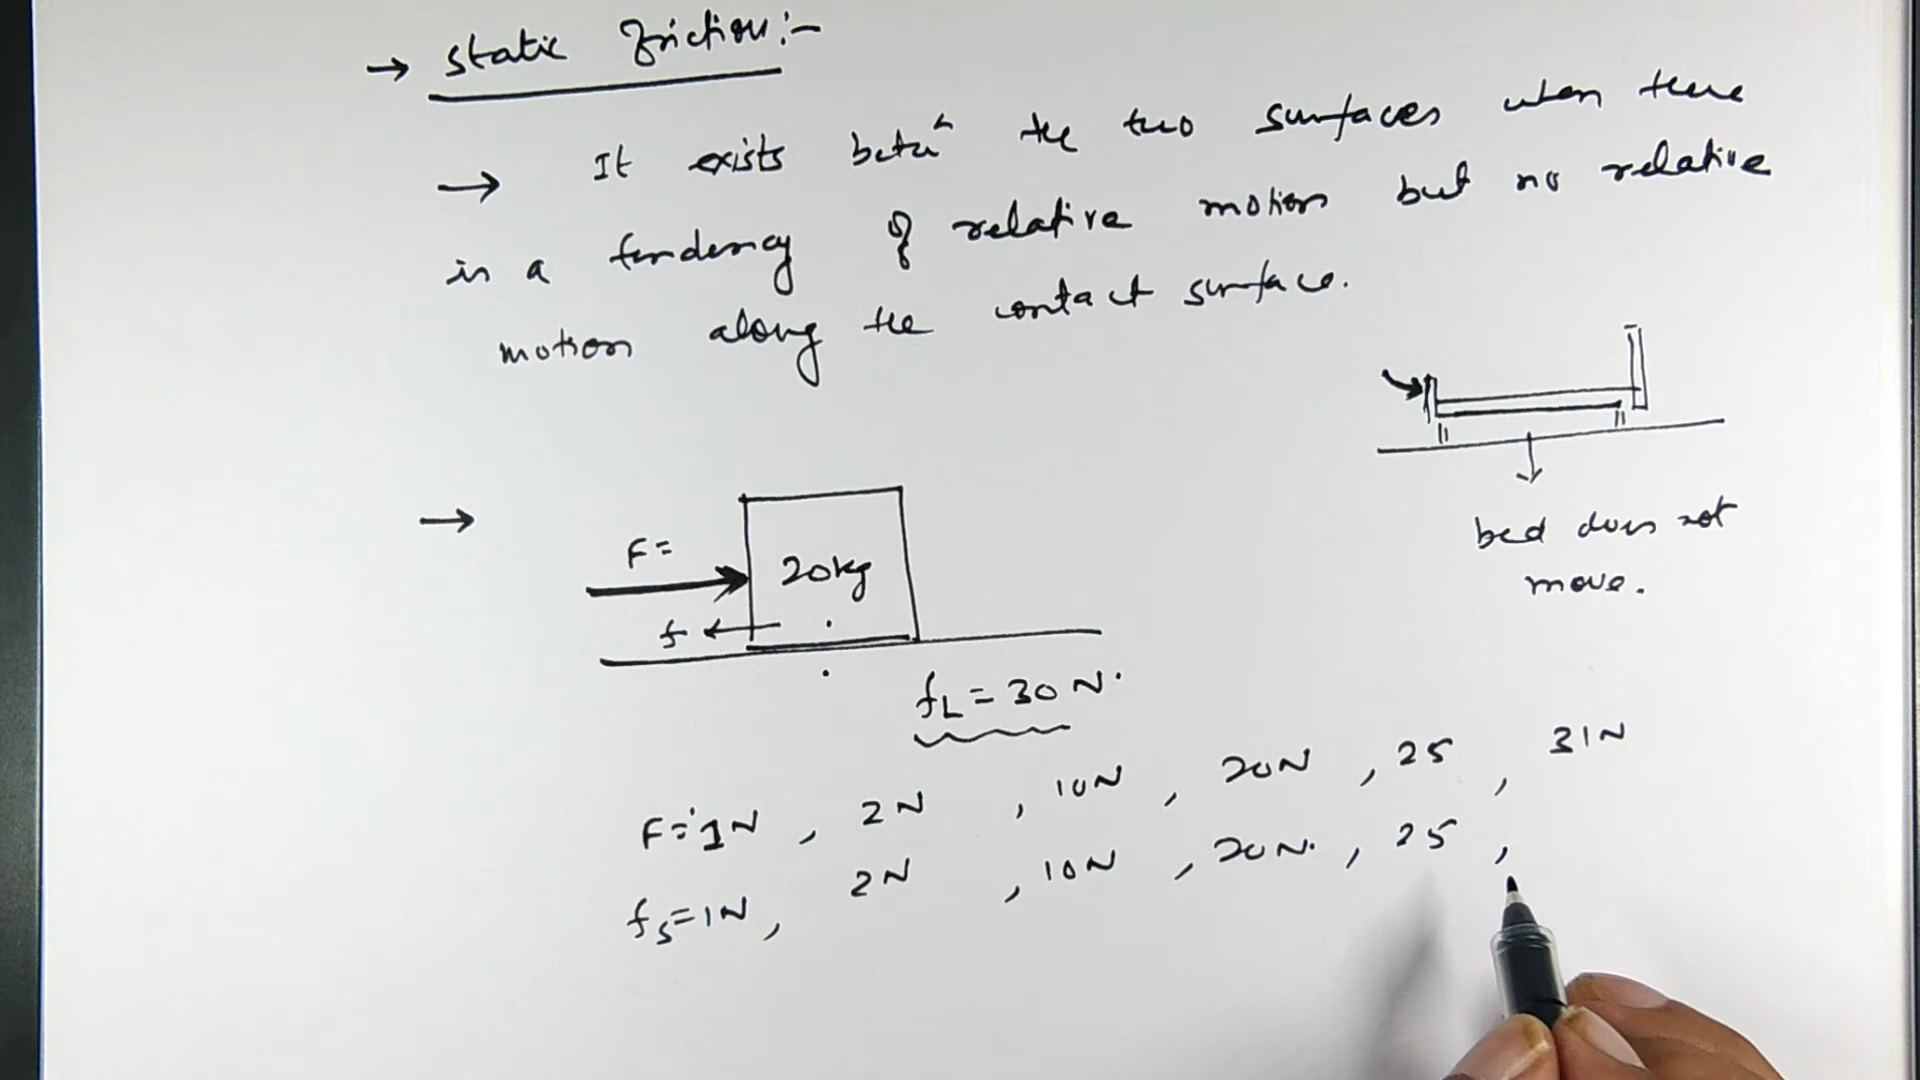 → static friction :-
→ It exists betwⁿ the two surfaces when there
is a tendency of relative motion but no relative
motion along the contact surface.
→
F=
20kg
f
fL = 30 N.
bed does not
move.
F = 1N , 2N , 10N , 20N , 25 , 31N
fs = 1N , 2N , 10N , 20N. , 25 ,